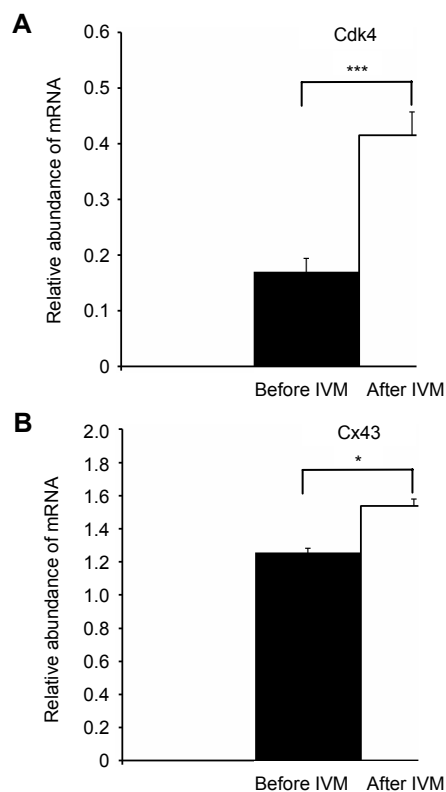 A
Cdk4
Relative abundance of mRNA
0.6
0.5
0.4
0.3
0.2
0.1
0
***
Before IVM After IVM
B
Cx43
Relative abundance of mRNA
2.0
1.8
1.6
1.4
1.2
1.0
0.8
0.6
0.4
0.2
0
*
Before IVM After IVM